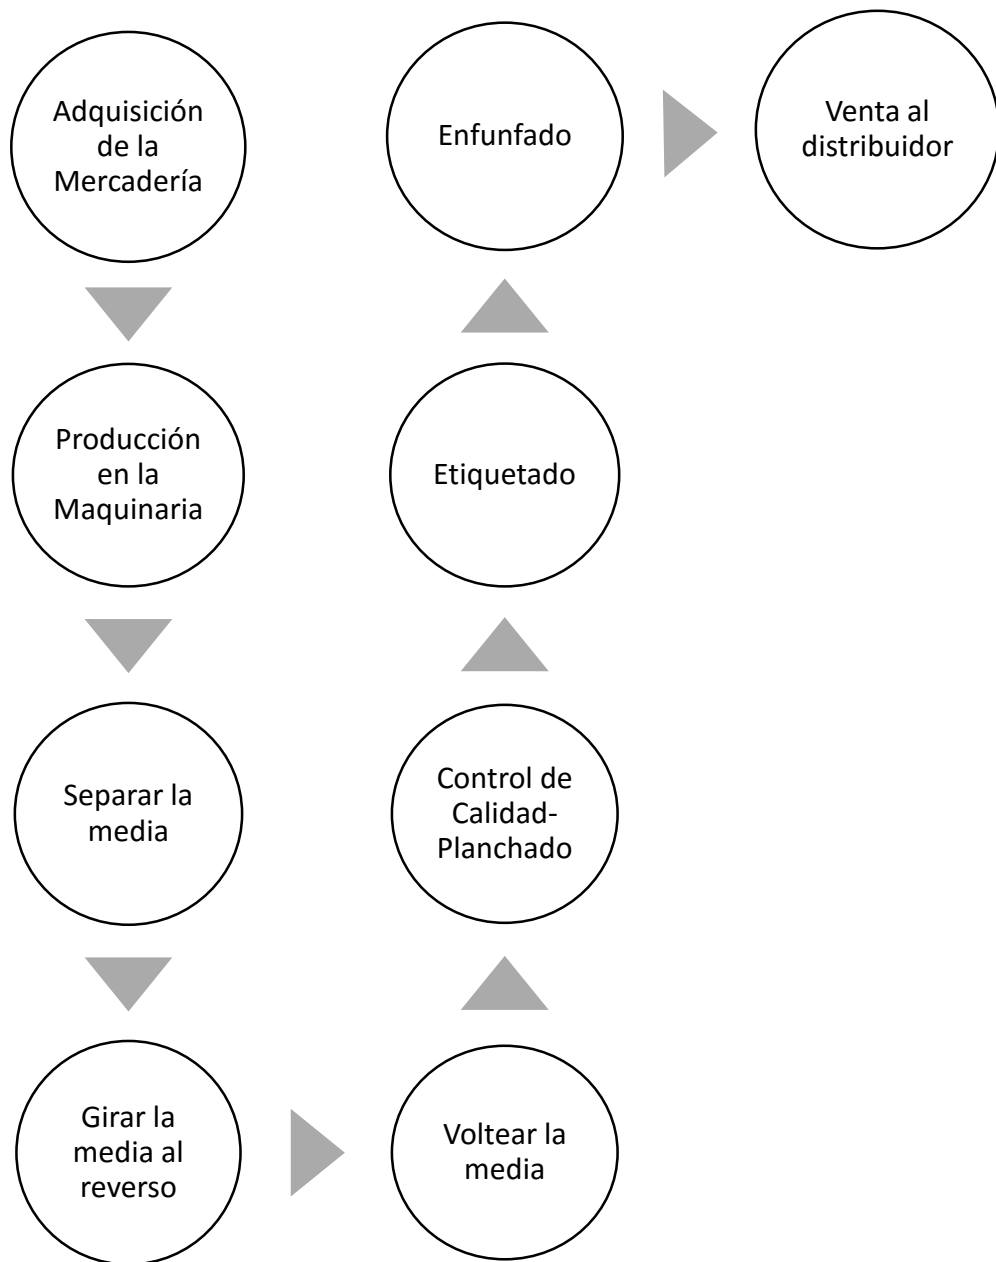 Adquisición
de la
Mercadería
Producción
en la
Maquinaria
Separar la
media
Girar la
media al
reverso
Voltear la
media
Control de
Calidad-
Planchado
Etiquetado
Enfunfado
Venta al
distribuidor